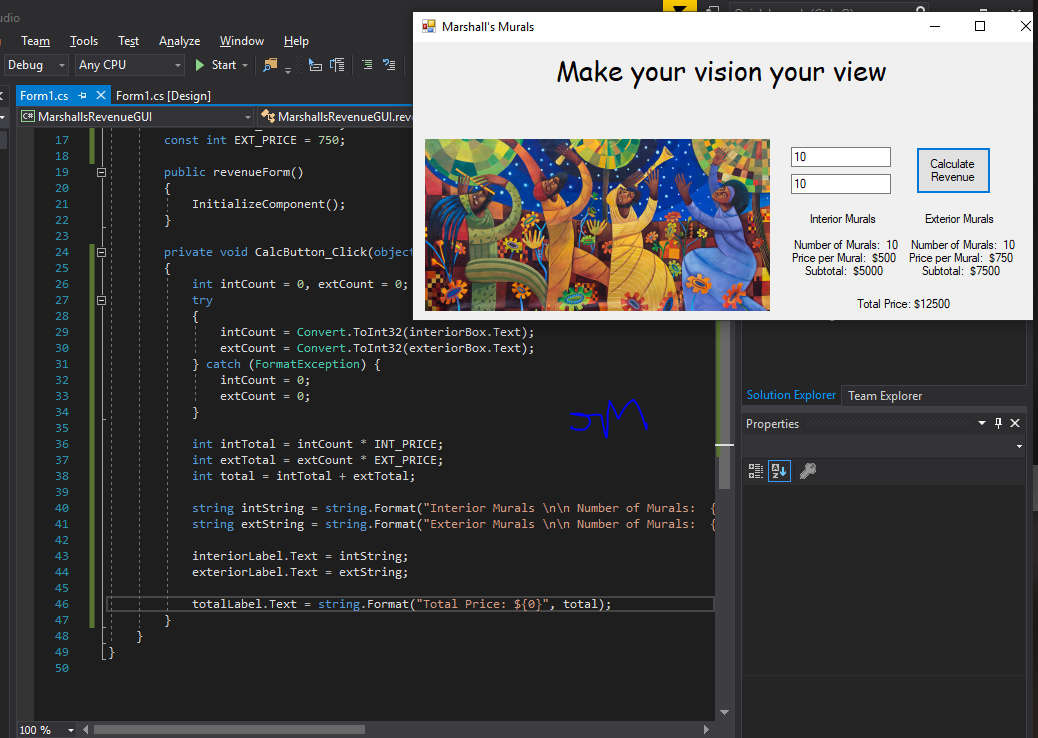 udio
Team Tools Test Analyze Window Help
Debug Any CPU Start
Form1.cs Form1.cs [Design]
C# MarshallsRevenueGUI MarshallsRevenueGUI.reve
17 const int EXT_PRICE = 750;
18
19 public revenueForm()
20 {
21 InitializeComponent();
22 }
23
24 private void CalcButton_Click(object
25 {
26 int intCount = 0, extCount = 0;
27 try
28 {
29 intCount = Convert.ToInt32(interiorBox.Text);
30 extCount = Convert.ToInt32(exteriorBox.Text);
31 } catch (FormatException) {
32 intCount = 0;
33 extCount = 0;
34 }
35
36 int intTotal = intCount * INT_PRICE;
37 int extTotal = extCount * EXT_PRICE;
38 int total = intTotal + extTotal;
39
40 string intString = string.Format("Interior Murals \n\n Number of Murals:  {
41 string extString = string.Format("Exterior Murals \n\n Number of Murals:  {
42
43 interiorLabel.Text = intString;
44 exteriorLabel.Text = extString;
45
46 totalLabel.Text = string.Format("Total Price: ${0}", total);
47 }
48 }
49 }
50
100 %
Marshall's Murals
Make your vision your view
10
10
Calculate
Revenue
Interior Murals
Number of Murals: 10
Price per Mural: $500
Subtotal: $5000
Exterior Murals
Number of Murals: 10
Price per Mural: $750
Subtotal: $7500
Total Price: $12500
JM
Solution Explorer Team Explorer
Properties